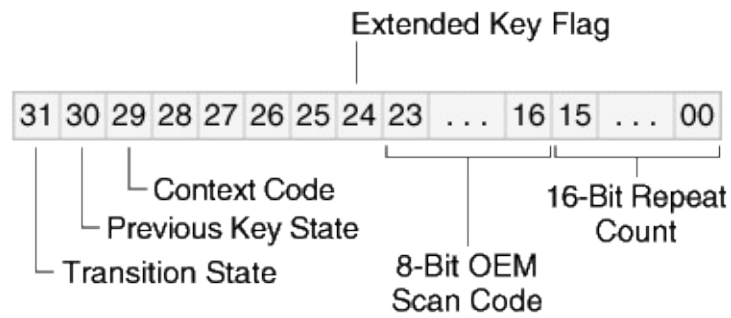 Extended Key Flag
31 30 29 28 27 26 25 24 23 ... 16 15 ... 00
Context Code
Previous Key State
Transition State
8-Bit OEM
Scan Code
16-Bit Repeat
Count